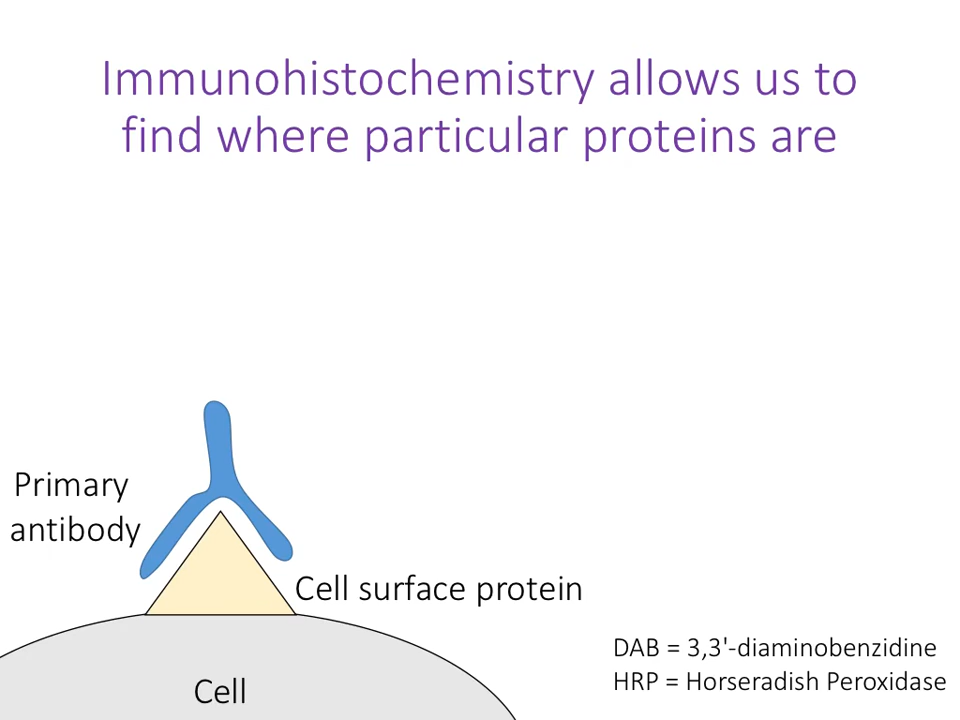 Immunohistochemistry allows us to
find where particular proteins are
Primary
antibody
Cell surface protein
Cell
DAB = 3,3'-diaminobenzidine
HRP = Horseradish Peroxidase